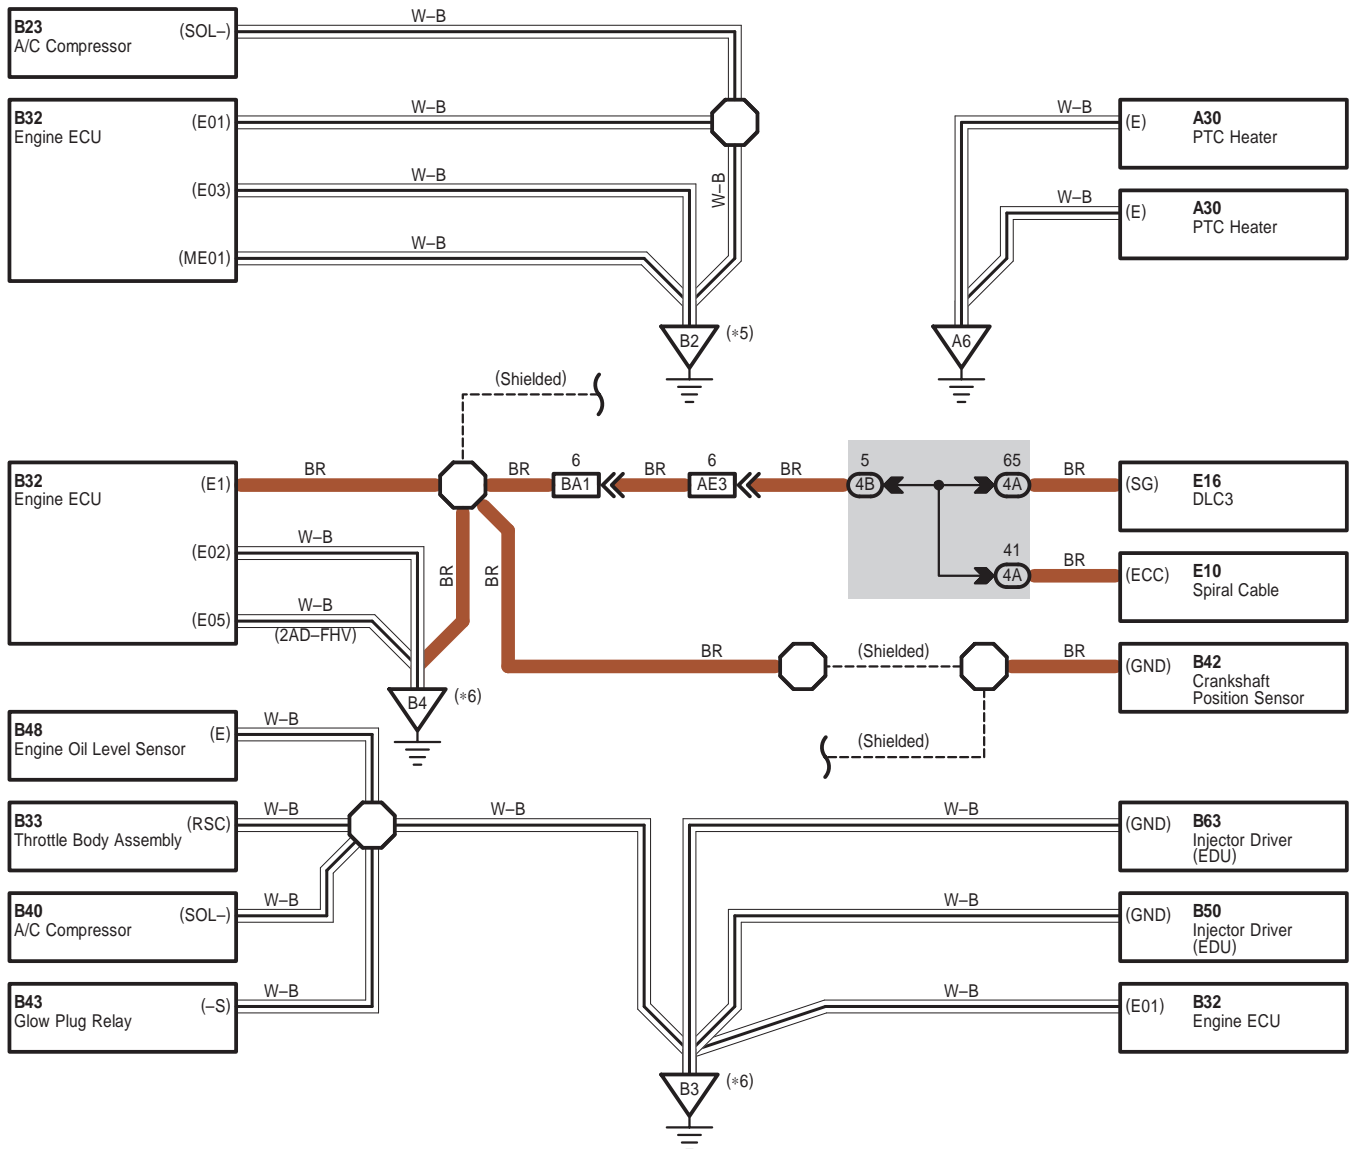 W–B
B23
A/C Compressor
(SOL–)
W–B
B32
Engine ECU
(E01)
W–B
(E03)
W–B
W–B
(ME01)
B2
(∗5)
W–B
(E)
A30
PTC Heater
W–B
(E)
A30
PTC Heater
A6
(Shielded)
B32
Engine ECU
(E1)
BR
BR
6
BA1
BR
6
AE3
BR
5
4B
65
4A
BR
(SG)
E16
DLC3
41
4A
BR
(ECC)
E10
Spiral Cable
W–B
(E02)
BR
BR
W–B
(E05)
(2AD–FHV)
B4
(∗6)
BR
(Shielded)
BR
(GND)
B42
Crankshaft
Position Sensor
(Shielded)
B48
Engine Oil Level Sensor
(E)
W–B
B33
Throttle Body Assembly
(RSC)
W–B
W–B
B40
A/C Compressor
(SOL–)
W–B
B43
Glow Plug Relay
(–S)
W–B
W–B
(GND)
B63
Injector Driver
(EDU)
W–B
(GND)
B50
Injector Driver
(EDU)
W–B
(E01)
B32
Engine ECU
B3
(∗6)